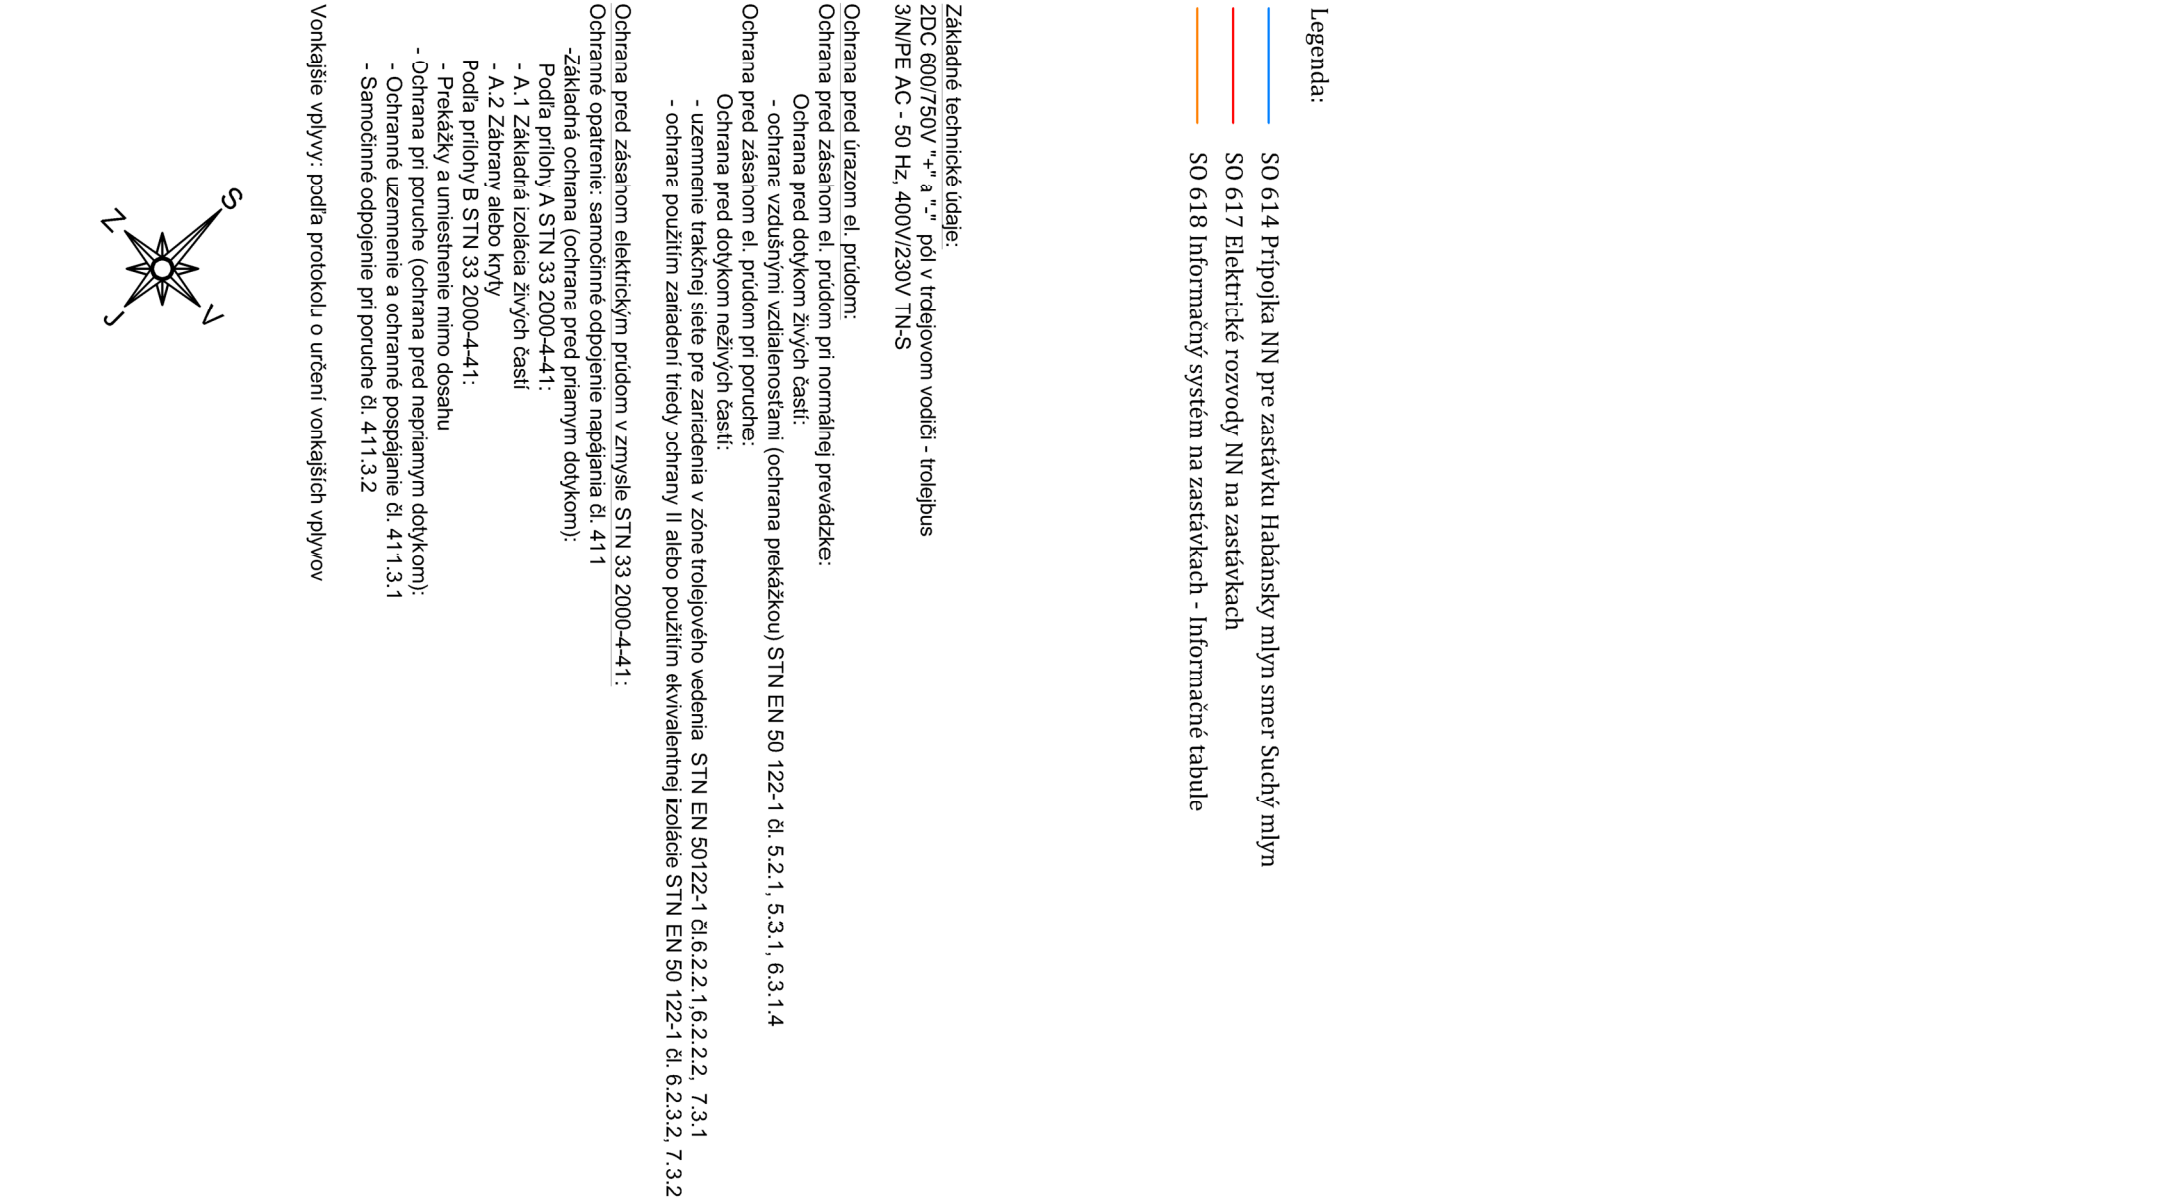 Legenda:
SO 614 Prípojka NN pre zastávku Habánsky mlyn smer Suchý mlyn
SO 617 Elektrické rozvody NN na zastávkach
SO 618 Informačný systém na zastávkach - Informačné tabule
Základné technické údaje:
2DC 600/750V "+" a "-" pól v trolejovom vodiči - trolejbus
3/N/PE AC - 50 Hz, 400V/230V TN-S
Ochrana pred úrazom el. prúdom:
Ochrana pred zásahom el. prúdom pri normálnej prevádzke:
Ochrana pred dotykom živých častí:
- ochrana vzdušnými vzdialenosťami (ochrana prekážkou) STN EN 50 122-1 čl. 5.2.1, 5.3.1, 6.3.1.4
Ochrana pred zásahom el. prúdom pri poruche:
Ochrana pred dotykom neživých častí:
- uzemnenie trakčnej siete pre zariadenia v zóne trolejového vedenia STN EN 50122-1 čl.6.2.2.1,6.2.2.2, 7.3.1
- ochrana použitím zariadení triedy ochrany II alebo použitím ekvivalentnej izolácie STN EN 50 122-1 čl. 6.2.3.2, 7.3.2
Ochrana pred zásahom elektrickým prúdom v zmysle STN 33 2000-4-41:
Ochranné opatrenie: samočinné odpojenie napájania čl. 411
-Základná ochrana (ochrana pred priamym dotykom):
Podľa prílohy A STN 33 2000-4-41:
- A.1 Základná izolácia živých častí
- A.2 Zábrany alebo kryty
Podľa prílohy B STN 33 2000-4-41:
- Prekážky a umiestnenie mimo dosahu
- Ochrana pri poruche (ochrana pred nepriamym dotykom):
- Ochranné uzemnenie a ochranné pospájanie čl. 411.3.1
- Samočinné odpojenie pri poruche čl. 411.3.2
Vonkajšie vplyvy: podľa protokolu o určení vonkajších vplyvov
S
Z
V
J